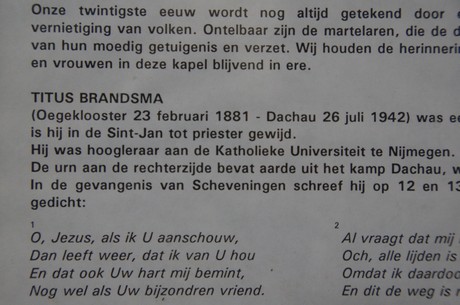 Onze twintigste eeuw wordt nog altijd getekend door
vernietiging van volken. Ontelbaar zijn de martelaren, die de
van hun moedig getuigenis en verzet. Wij houden de herinnerin
en vrouwen in deze kapel blijvend in ere.
TITUS BRANDSMA
(Oegeklooster 23 februari 1881 - Dachau 26 juli 1942) was ee
is hij in de Sint-Jan tot priester gewijd.
Hij was hoogleraar aan de Katholieke Universiteit te Nijmegen.
De urn aan de rechterzijde bevat aarde uit het kamp Dachau, w
In de gevangenis van Scheveningen schreef hij op 12 en 13
gedicht:
1
O, Jezus, als ik U aanschouw,
Dan leeft weer, dat ik van U hou
En dat ook Uw hart mij bemint,
Nog wel als Uw bijzondren vriend.
2
Al vraagt dat mij
Och, alle lijden is
Omdat ik daardoo
En dit de weg is n